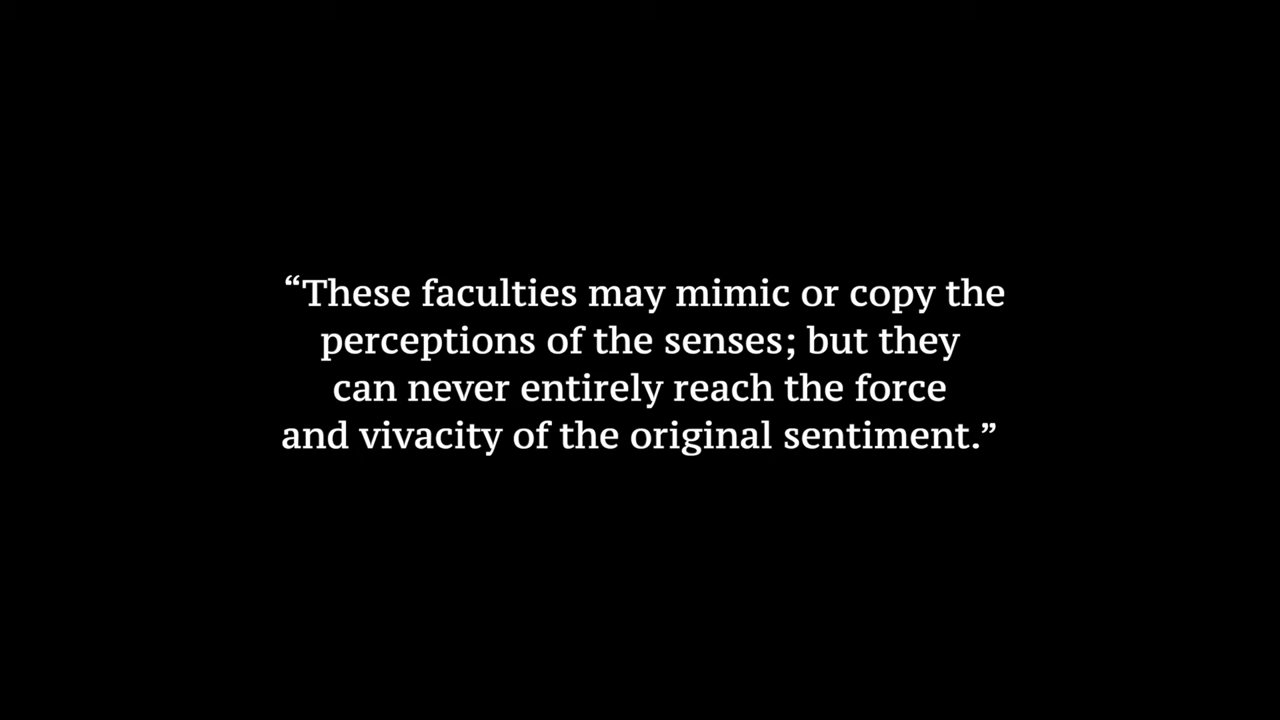 “These faculties may mimic or copy the
perceptions of the senses; but they
can never entirely reach the force
and vivacity of the original sentiment.”